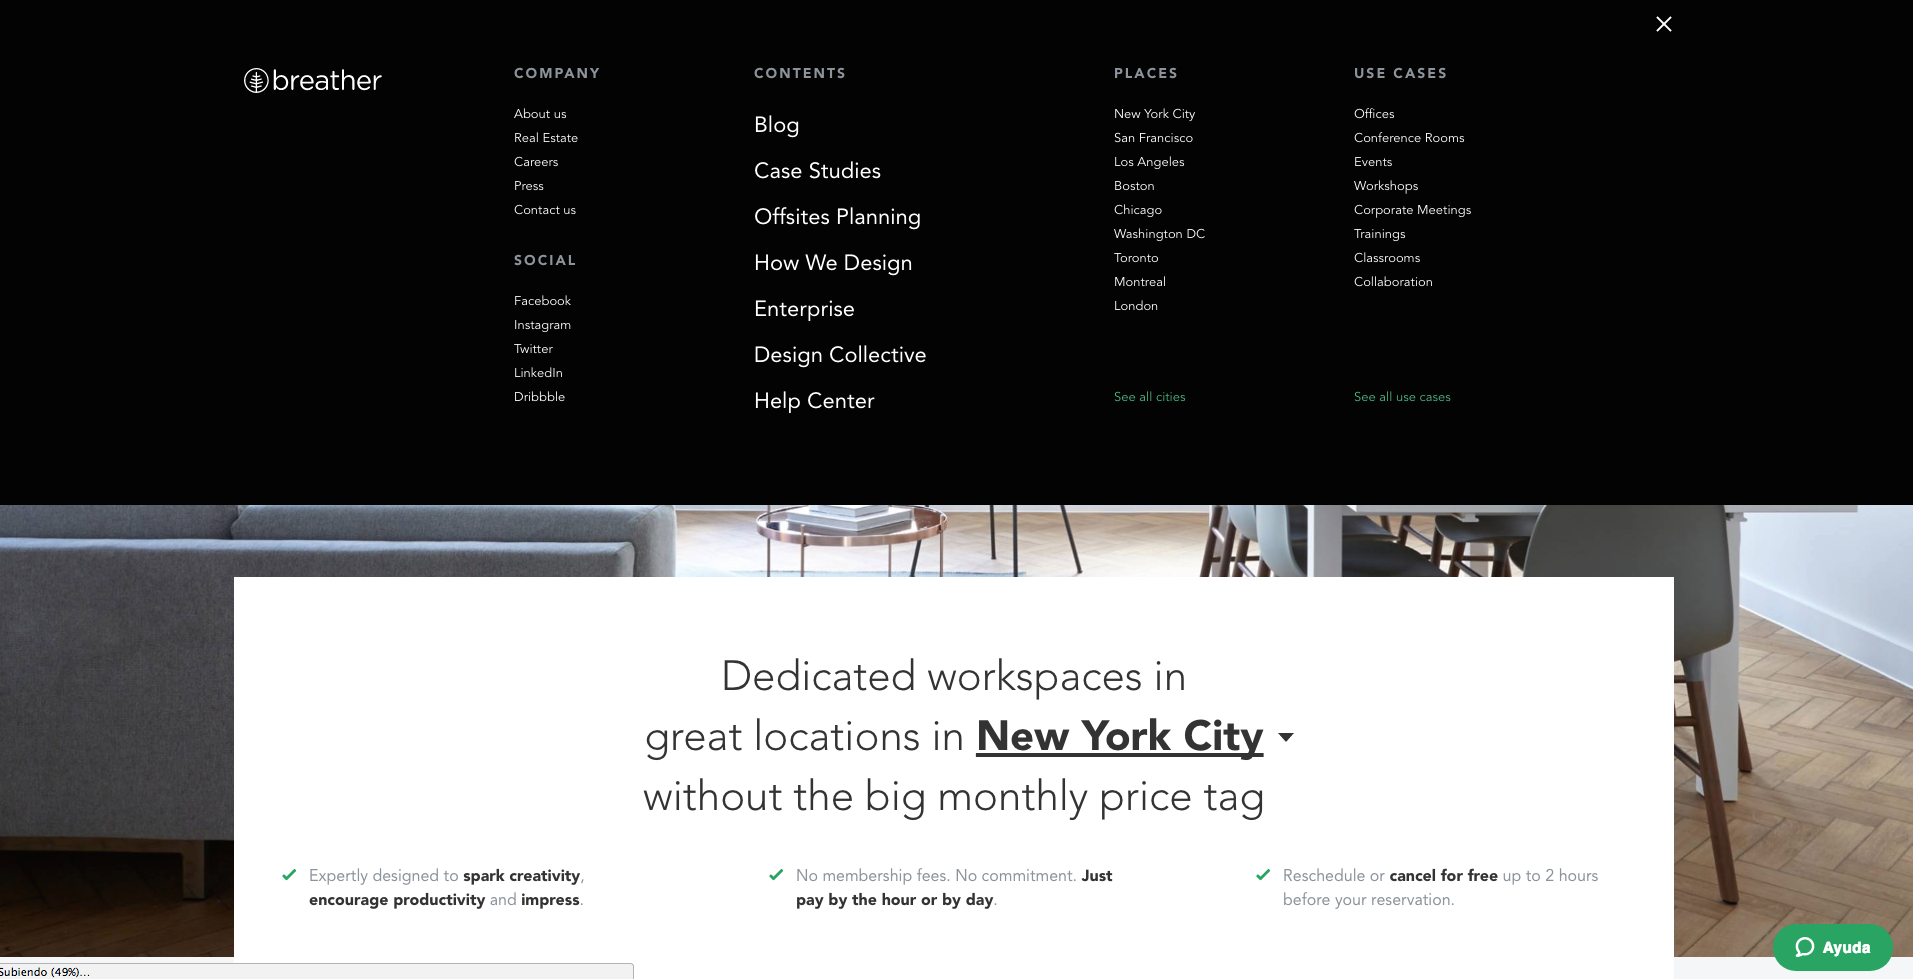 breather
COMPANY
About us
Real Estate
Careers
Press
Contact us
SOCIAL
Facebook
Instagram
Twitter
LinkedIn
Dribbble
CONTENTS
Blog
Case Studies
Offsites Planning
How We Design
Enterprise
Design Collective
Help Center
PLACES
New York City
San Francisco
Los Angeles
Boston
Chicago
Washington DC
Toronto
Montreal
London
See all cities
USE CASES
Offices
Conference Rooms
Events
Workshops
Corporate Meetings
Trainings
Classrooms
Collaboration
See all use cases
Dedicated workspaces in
great locations in New York City
without the big monthly price tag
Expertly designed to spark creativity,
encourage productivity and impress.
No membership fees. No commitment. Just
pay by the hour or by day.
Reschedule or cancel for free up to 2 hours
before your reservation.
Ayuda
Subiendo (49%)...